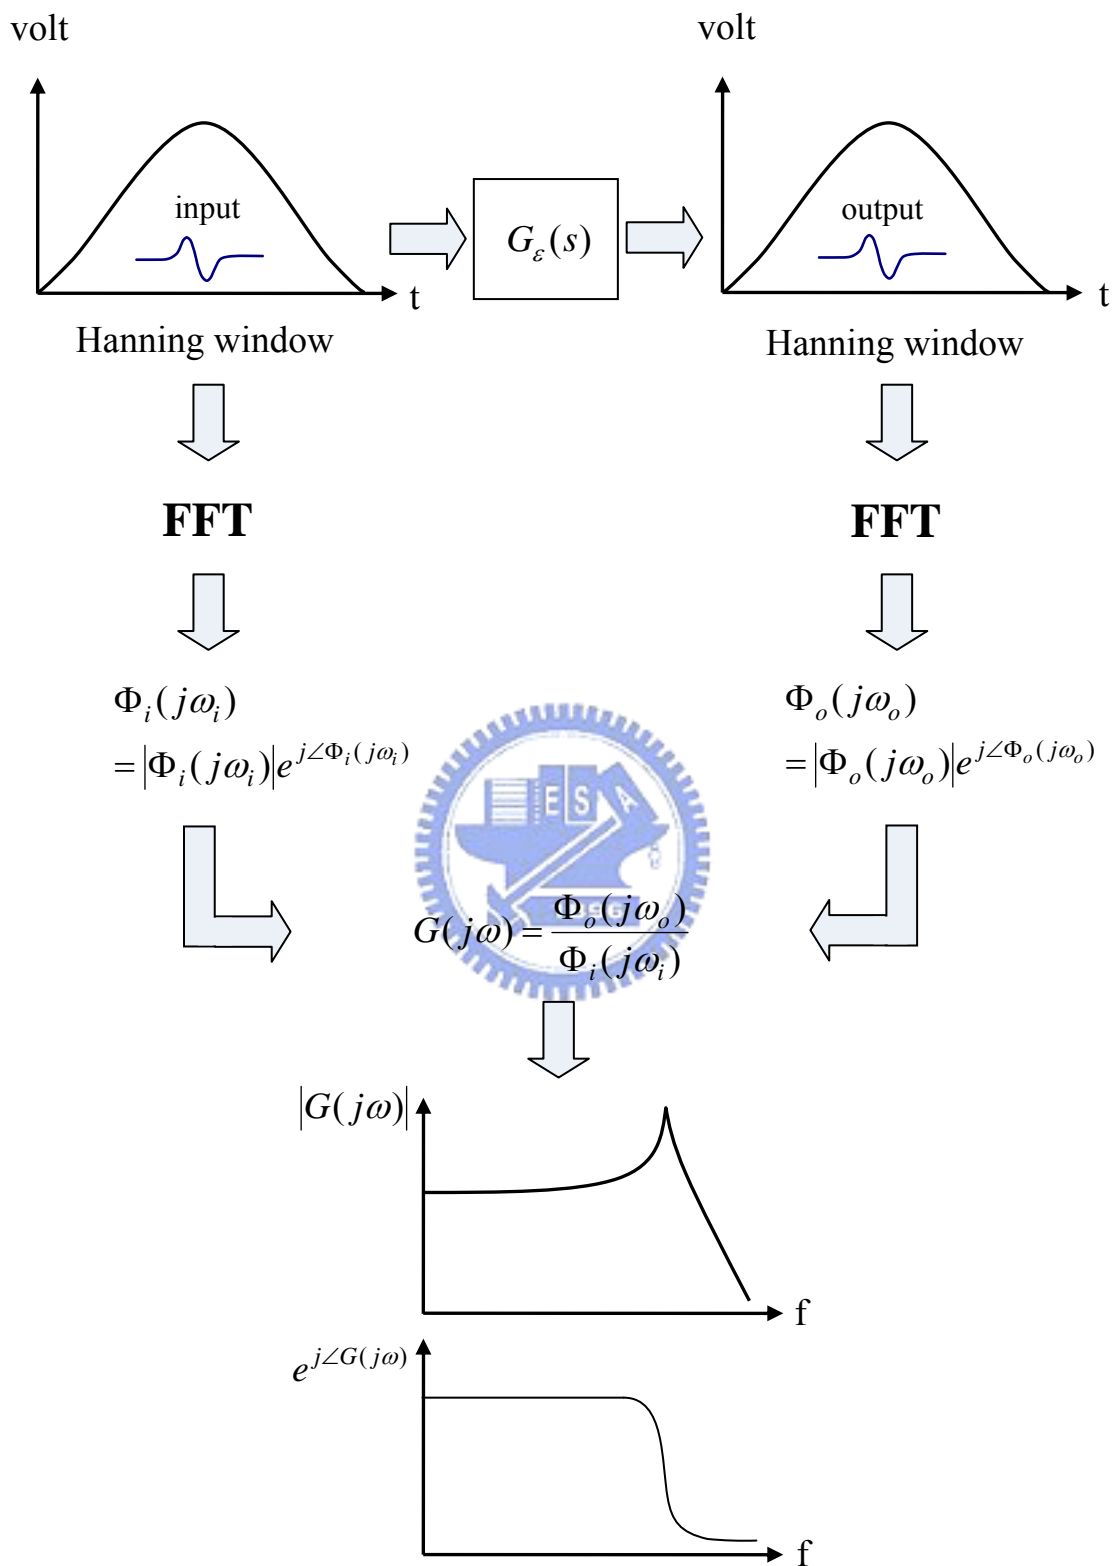 volt
volt
input
output
G_ε(s)
t
t
Hanning window
Hanning window
FFT
FFT
Φ_i(jω_i)
= |Φ_i(jω_i)| e^{j∠Φ_i(jω_i)}
Φ_o(jω_o)
= |Φ_o(jω_o)| e^{j∠Φ_o(jω_o)}
E S A
G(jω) = Φ_o(jω_o) / Φ_i(jω_i)
|G(jω)|
f
e^{j∠G(jω)}
f